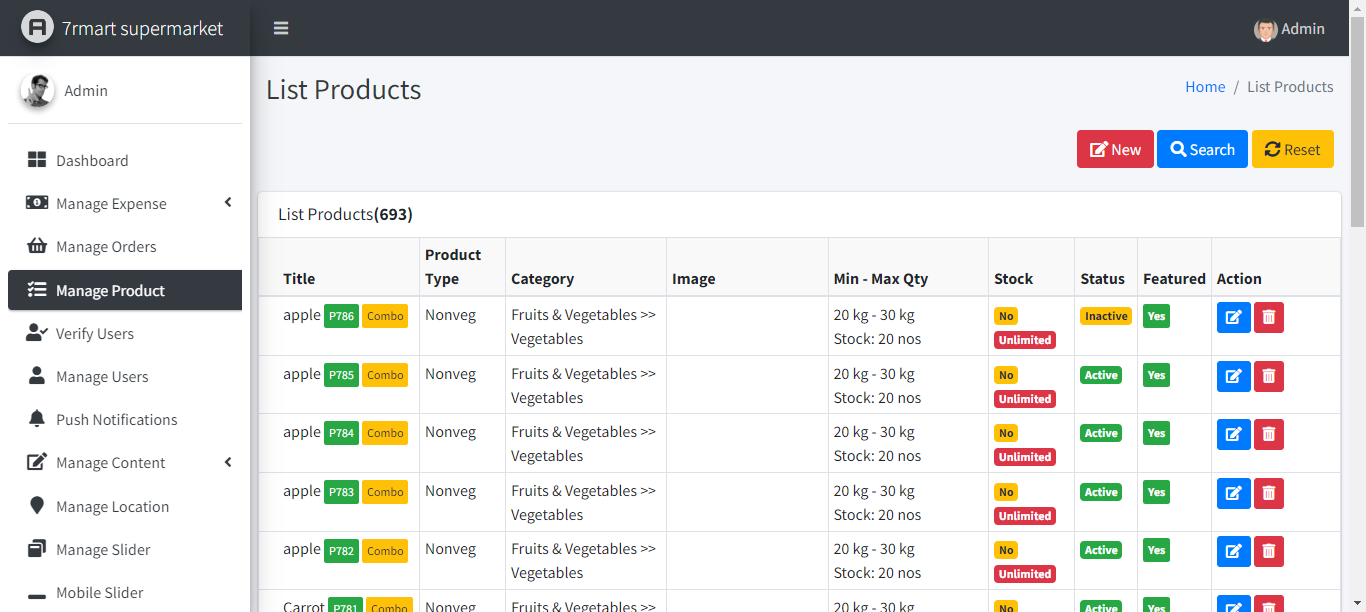 7rmart supermarket
Admin
Admin
Dashboard
Manage Expense
Manage Orders
Manage Product
Verify Users
Manage Users
Push Notifications
Manage Content
Manage Location
Manage Slider
Mobile Slider
List Products
Home / List Products
New Search Reset
List Products(693)
Title Product Type Category Image Min - Max Qty Stock Status Featured Action
apple P786 Combo Nonveg Fruits & Vegetables >> 20 kg - 30 kg No Inactive Yes
Vegetables Stock: 20 nos Unlimited
apple P785 Combo Nonveg Fruits & Vegetables >> 20 kg - 30 kg No Active Yes
Vegetables Stock: 20 nos Unlimited
apple P784 Combo Nonveg Fruits & Vegetables >> 20 kg - 30 kg No Active Yes
Vegetables Stock: 20 nos Unlimited
apple P783 Combo Nonveg Fruits & Vegetables >> 20 kg - 30 kg No Active Yes
Vegetables Stock: 20 nos Unlimited
apple P782 Combo Nonveg Fruits & Vegetables >> 20 kg - 30 kg No Active Yes
Vegetables Stock: 20 nos Unlimited
Carrot P781 Combo Nonveg Fruits & Vegetables >> 20 kg - 30 kg No Active Yes